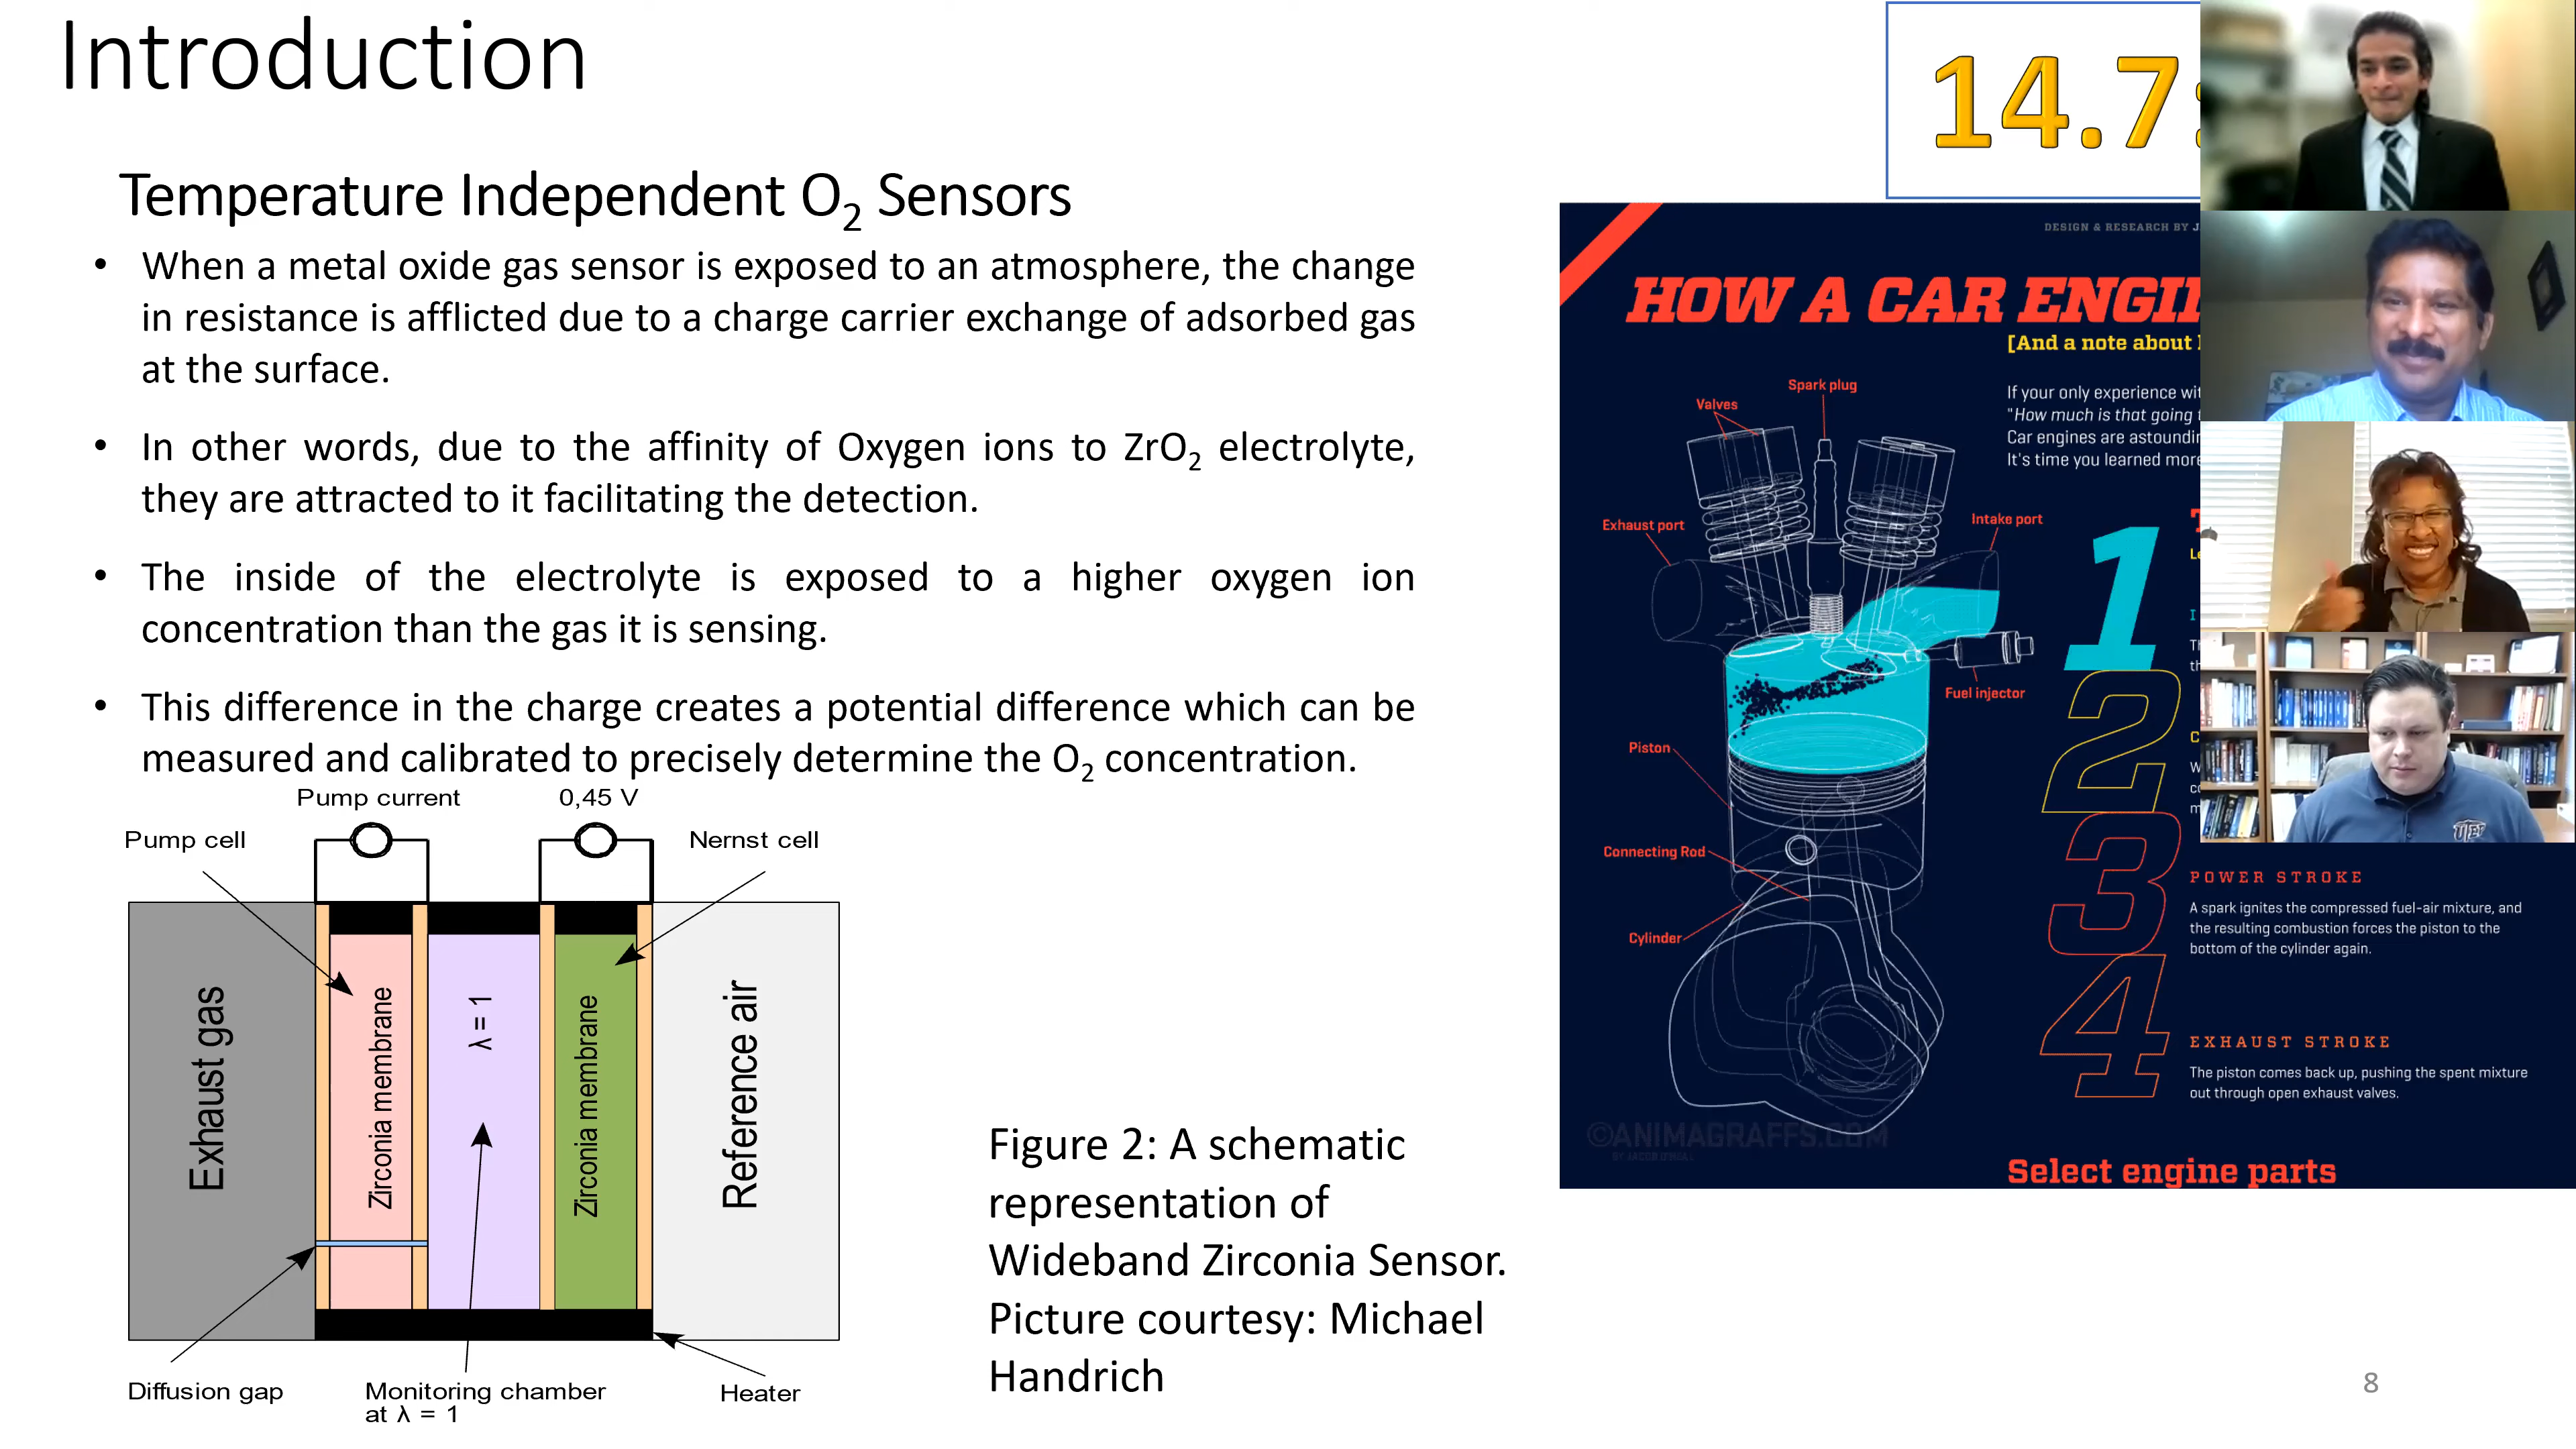 Introduction
14.7:
Temperature Independent O₂ Sensors
• When a metal oxide gas sensor is exposed to an atmosphere, the change
in resistance is afflicted due to a charge carrier exchange of adsorbed gas
at the surface.
• In other words, due to the affinity of Oxygen ions to ZrO₂ electrolyte,
they are attracted to it facilitating the detection.
• The inside of the electrolyte is exposed to a higher oxygen ion
concentration than the gas it is sensing.
• This difference in the charge creates a potential difference which can be
measured and calibrated to precisely determine the O₂ concentration.
Pump current
0,45 V
Pump cell
Nernst cell
Exhaust gas
Zirconia membrane
λ = 1
Zirconia membrane
Reference air
Diffusion gap
Monitoring chamber
at λ = 1
Heater
Figure 2: A schematic
representation of
Wideband Zirconia Sensor.
Picture courtesy: Michael
Handrich
DESIGN & RESEARCH BY
HOW A CAR
[And a note about
If your only experience
"How much is that going
Car engines are
It's time you learned more
Spark plug
Valves
Exhaust port
Intake port
Fuel injector
Piston
Connecting Rod
Cylinder
1
2
3
4
POWER STROKE
A spark ignites the compressed fuel-air mixture, and
the resulting combustion forces the piston to the
bottom of the cylinder again.
EXHAUST STROKE
The piston comes back up, pushing the spent mixture
out through open exhaust valves.
©ANIMAGRAFFS.COM
Select engine parts
UTEP
8